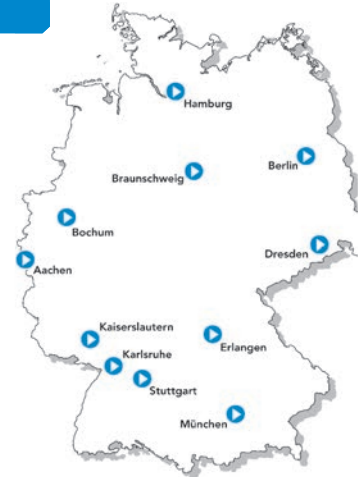 Hamburg
Berlin
Braunschweig
Bochum
Dresden
Aachen
Kaiserslautern
Erlangen
Karlsruhe
Stuttgart
München